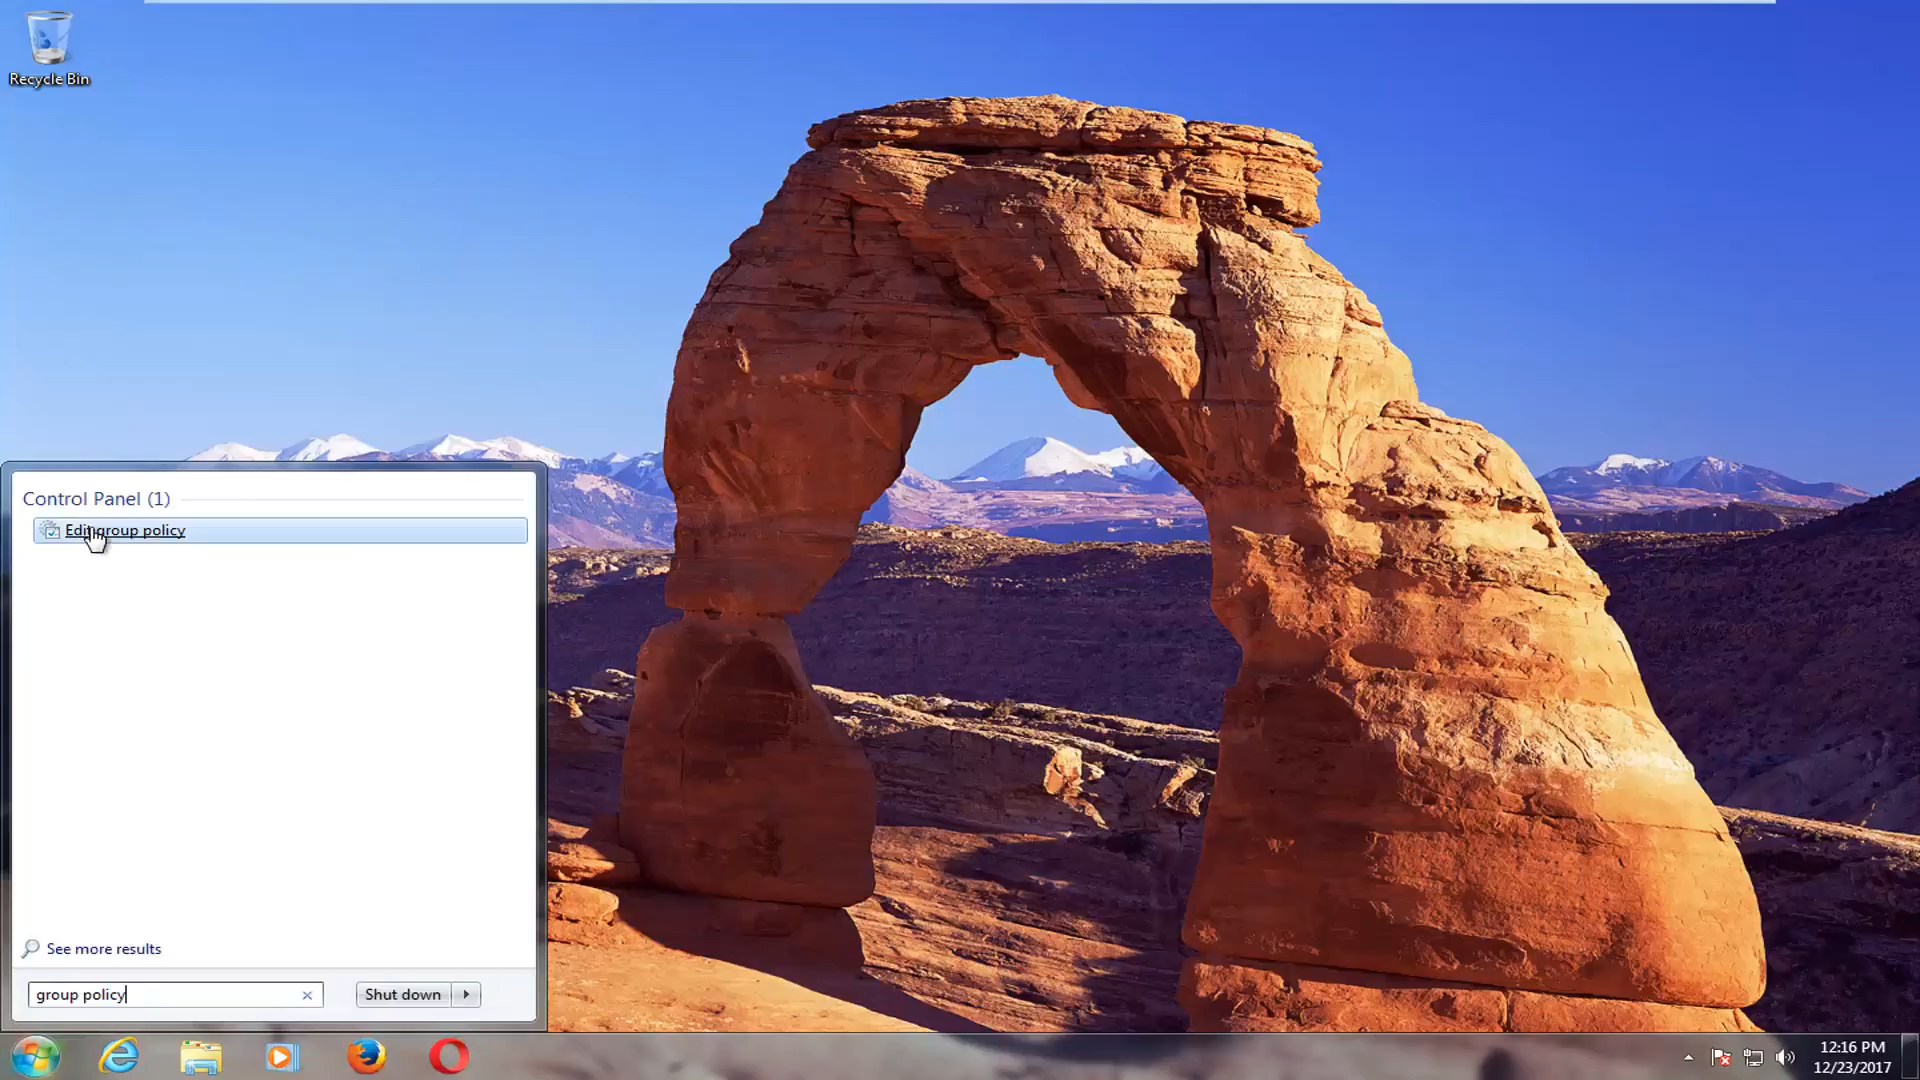 Recycle Bin
Control Panel (1)
Edit group policy
See more results
group policy
Shut down
12:16 PM
12/23/2017